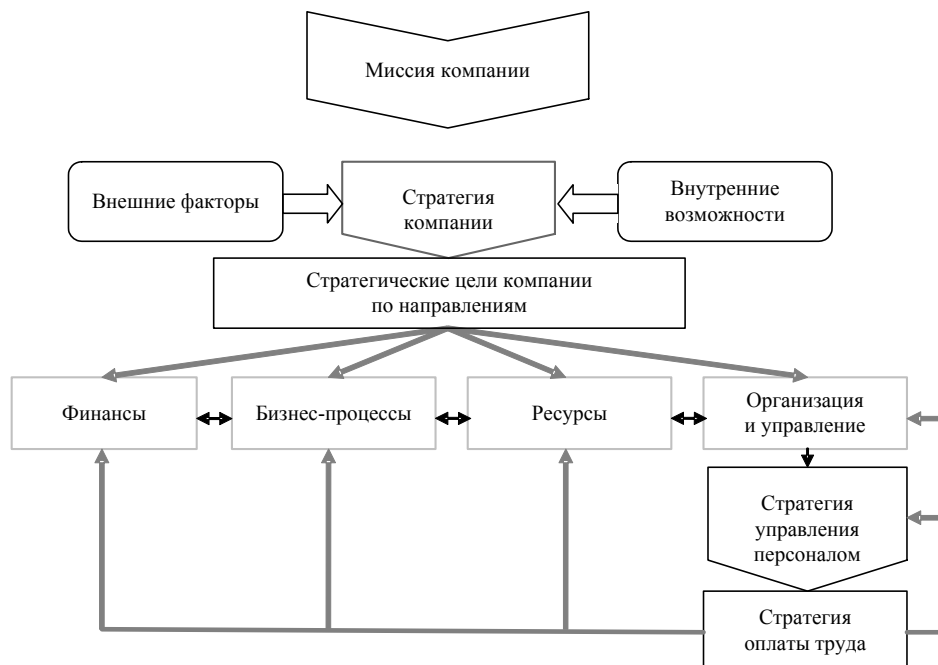 Миссия компании
Внешние факторы
Стратегия
компании
Внутренние
возможности
Стратегические цели компании
по направлениям
Финансы
Бизнес-процессы
Ресурсы
Организация
и управление
Стратегия
управления
персоналом
Стратегия
оплаты труда